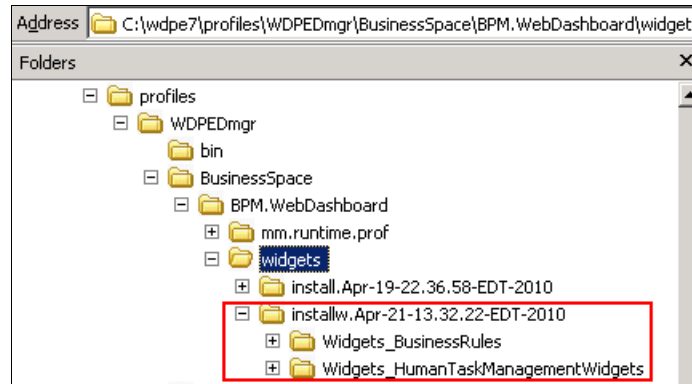 Address C:\wdpe7\profiles\WDPEDmgr\BusinessSpace\BPM.WebDashboard\widget
Folders
profiles
WDPEDmgr
bin
BusinessSpace
BPM.WebDashboard
mm.runtime.prof
widgets
install.Apr-19-22.36.58-EDT-2010
installw.Apr-21-13.32.22-EDT-2010
Widgets_BusinessRules
Widgets_HumanTaskManagementWidgets